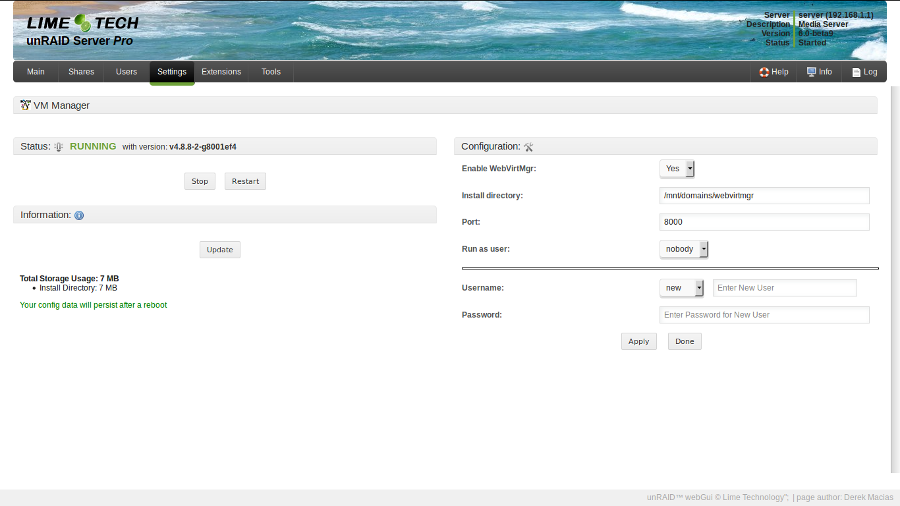 LIME TECH
unRAID Server Pro
Server server (192.168.1.1)
Description Media Server
Version 6.0-beta9
Status Started
Main Shares Users Settings Extensions Tools Help Info Log
VM Manager
Status: RUNNING with version: v4.8.8-2-g8001ef4
Stop Restart
Information:
Update
Total Storage Usage: 7 MB
Install Directory: 7 MB
Your config data will persist after a reboot
Configuration:
Enable WebVirtMgr: Yes
Install directory: /mnt/domains/webvirtmgr
Port: 8000
Run as user: nobody
Username: new Enter New User
Password: Enter Password for New User
Apply Done
unRAID™ webGui © Lime Technology"; | page author: Derek Macias